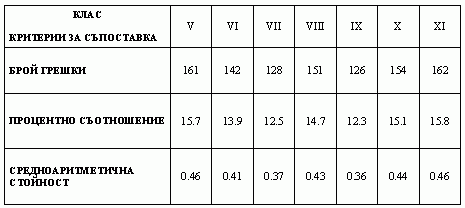 КЛАС
КРИТЕРИИ ЗА СЪПОСТАВКА V VI VII VIII IX X XI
БРОЙ ГРЕШКИ 161 142 128 151 126 154 162
ПРОЦЕНТНО СЪОТНОШЕНИЕ 15.7 13.9 12.5 14.7 12.3 15.1 15.8
СРЕДНОАРИТМЕТИЧНА
СТОЙНОСТ 0.46 0.41 0.37 0.43 0.36 0.44 0.46